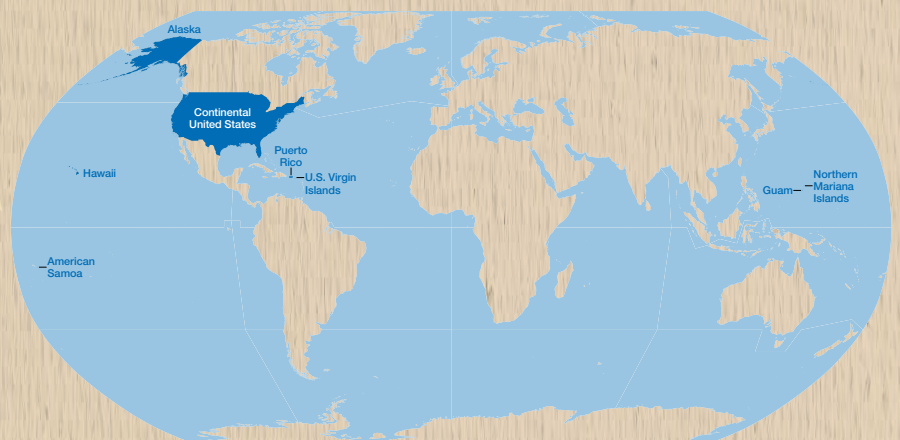 Alaska
Continental
United States
Puerto
Rico
U.S. Virgin
Islands
Hawaii
Northern
Mariana
Islands
Guam
American
Samoa